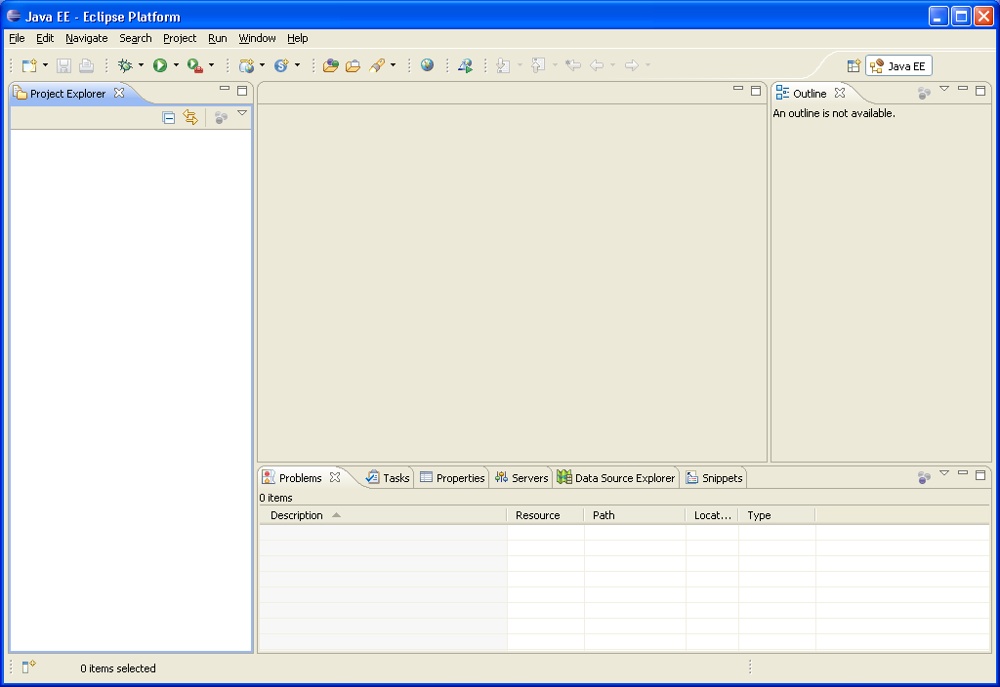 Java EE - Eclipse Platform
File Edit Navigate Search Project Run Window Help
Java EE
Project Explorer
Outline
An outline is not available.
Problems Tasks Properties Servers Data Source Explorer Snippets
0 items
Description Resource Path Locat... Type
0 items selected